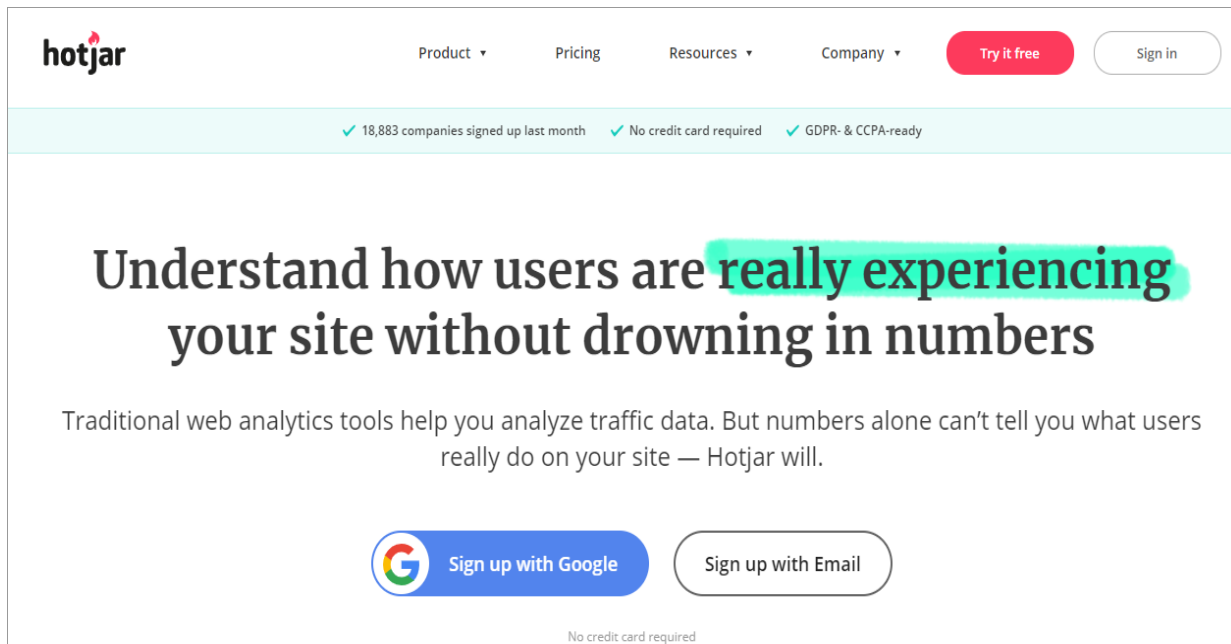 hotjar
Product ▼ Pricing Resources ▼ Company ▼ Try it free Sign in
✓ 18,883 companies signed up last month ✓ No credit card required ✓ GDPR- & CCPA-ready
Understand how users are really experiencing
your site without drowning in numbers
Traditional web analytics tools help you analyze traffic data. But numbers alone can’t tell you what users
really do on your site — Hotjar will.
Sign up with Google Sign up with Email
No credit card required